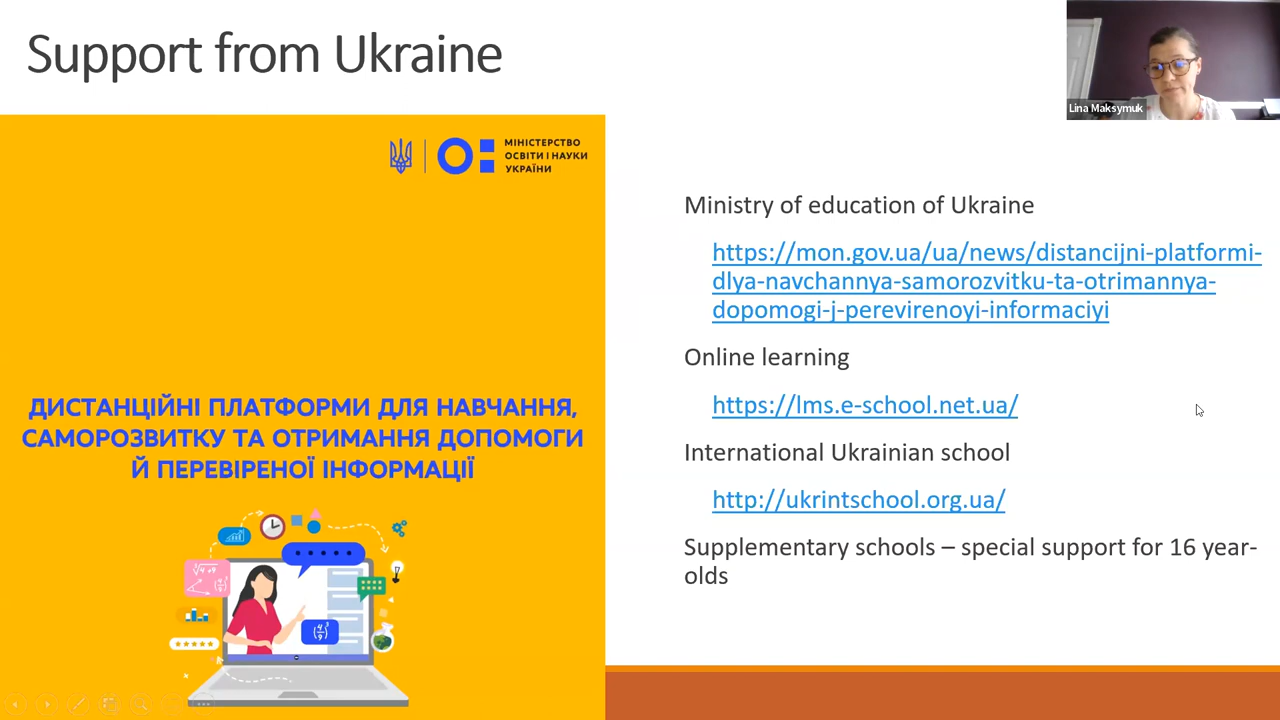 Support from Ukraine
Lina Maksymuk
МІНІСТЕРСТВО
ОСВІТИ І НАУКИ
УКРАЇНИ
ДИСТАНЦІЙНІ ПЛАТФОРМИ ДЛЯ НАВЧАННЯ,
САМОРОЗВИТКУ ТА ОТРИМАННЯ ДОПОМОГИ
Й ПЕРЕВІРЕНОЇ ІНФОРМАЦІЇ
Ministry of education of Ukraine
https://mon.gov.ua/ua/news/distancijni-platformi-
dlya-navchannya-samorozvitku-ta-otrimannya-
dopomogi-j-perevirenoyi-informaciyi
Online learning
https://lms.e-school.net.ua/
International Ukrainian school
http://ukrintschool.org.ua/
Supplementary schools – special support for 16 year-
olds